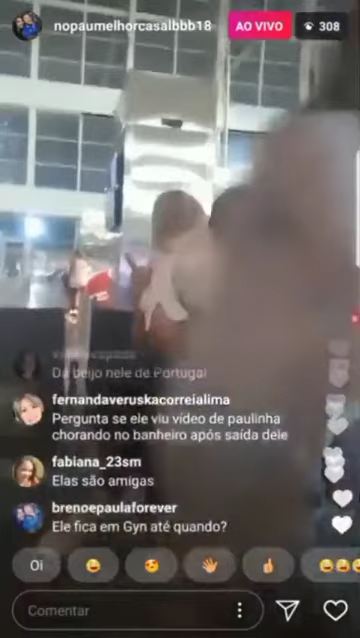 nopaumelhorcasalbbb18
AO VIVO
308
Dá beijo nele de Portugal
fernandaveruskacorreialima
Pergunta se ele viu vídeo de paulinha
chorando no banheiro após saída dele
fabiana_23sm
Elas são amigas
brenoepaulaforever
Ele fica em Gyn até quando?
Oi
Comentar